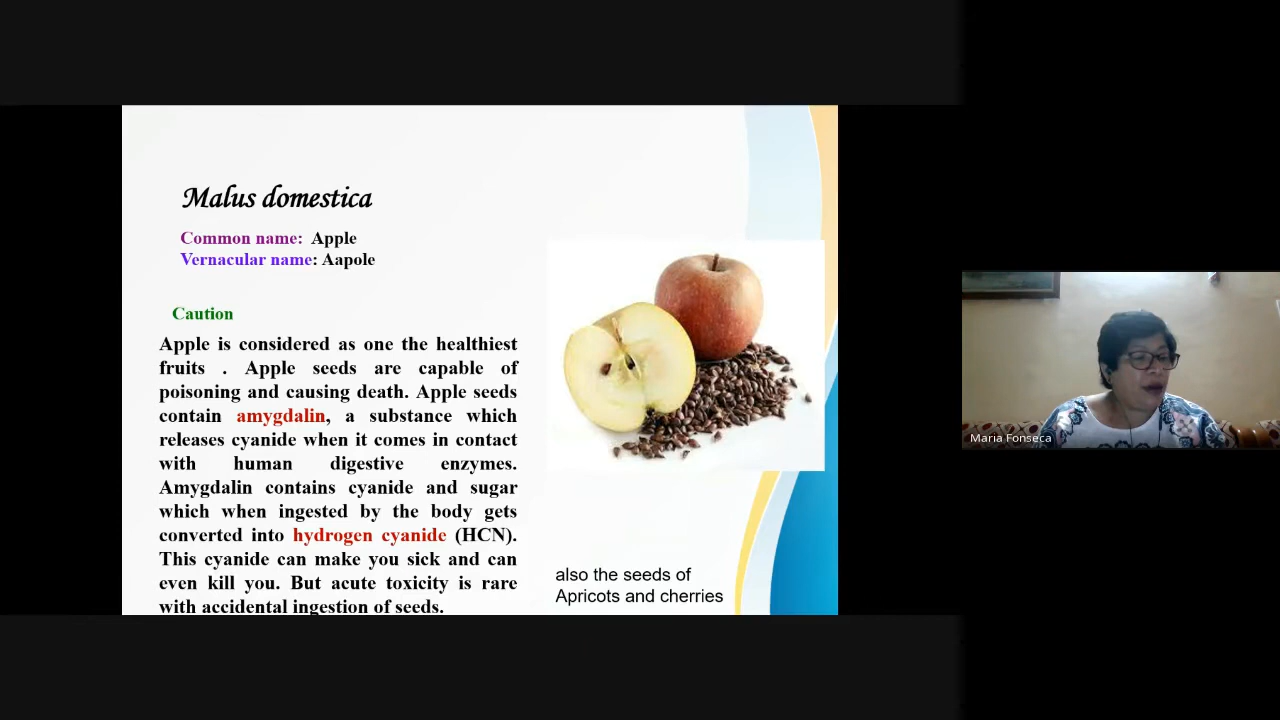 Malus domestica
Common name: Apple
Vernacular name: Aapole
Caution
Apple is considered as one the healthiest
fruits . Apple seeds are capable of
poisoning and causing death. Apple seeds
contain amygdalin, a substance which
releases cyanide when it comes in contact
with human digestive enzymes.
Amygdalin contains cyanide and sugar
which when ingested by the body gets
converted into hydrogen cyanide (HCN).
This cyanide can make you sick and can
even kill you. But acute toxicity is rare
with accidental ingestion of seeds.
also the seeds of
Apricots and cherries
Maria Fonseca